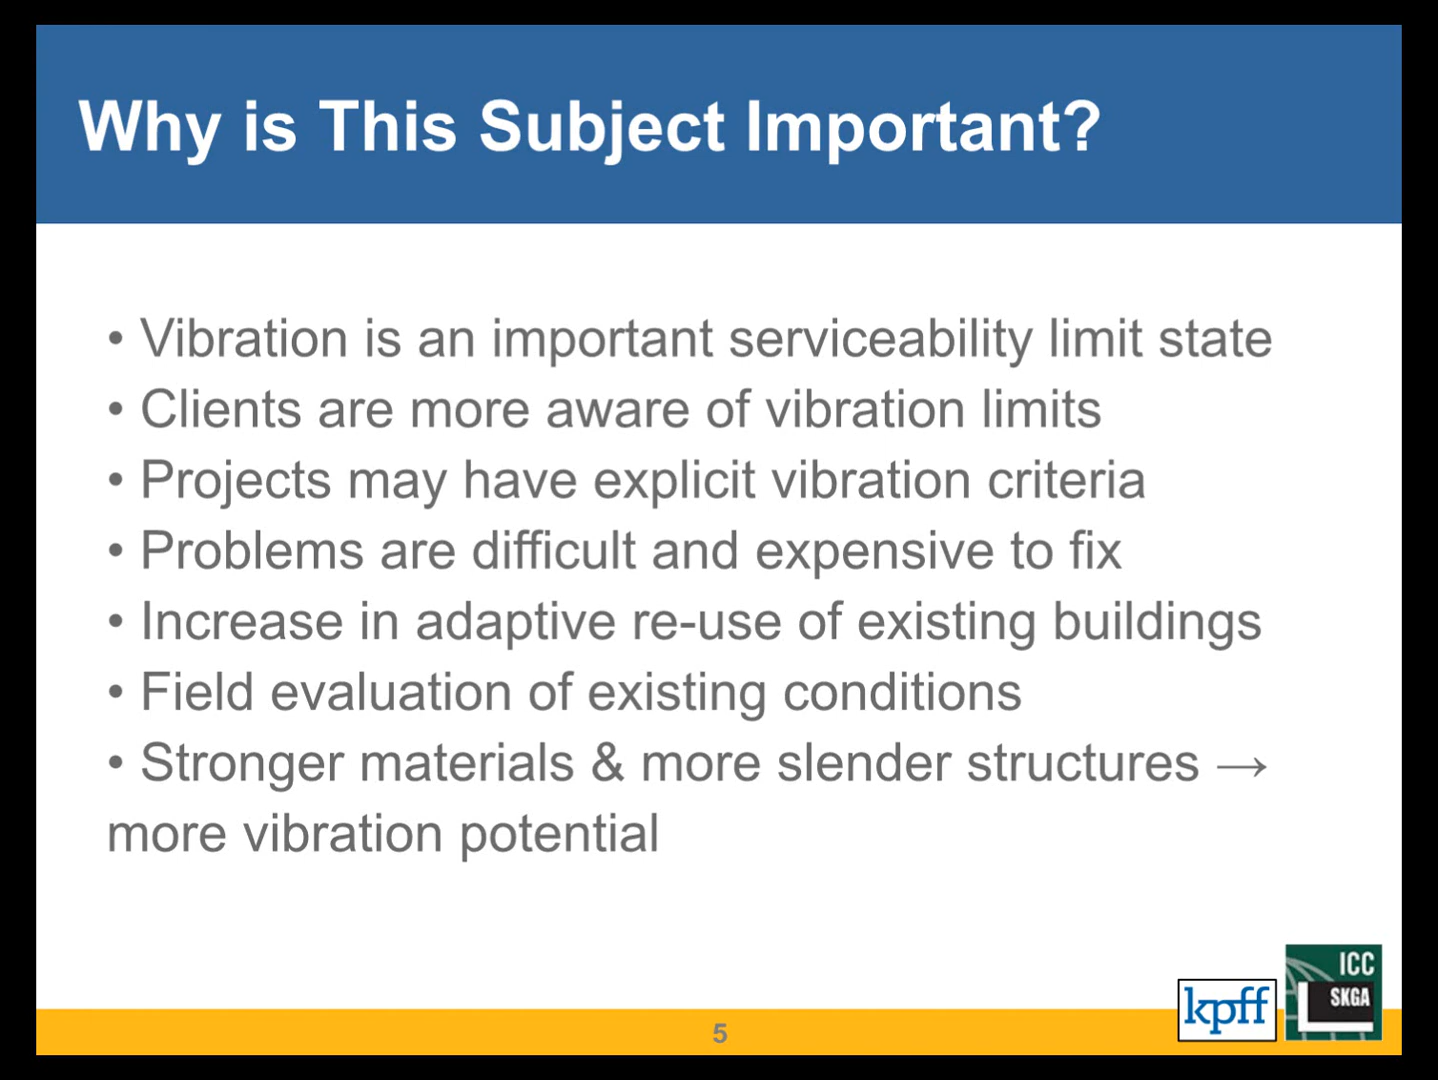 Why is This Subject Important?
• Vibration is an important serviceability limit state
• Clients are more aware of vibration limits
• Projects may have explicit vibration criteria
• Problems are difficult and expensive to fix
• Increase in adaptive re-use of existing buildings
• Field evaluation of existing conditions
• Stronger materials & more slender structures →
more vibration potential
5
kpff
ICC
SKGA